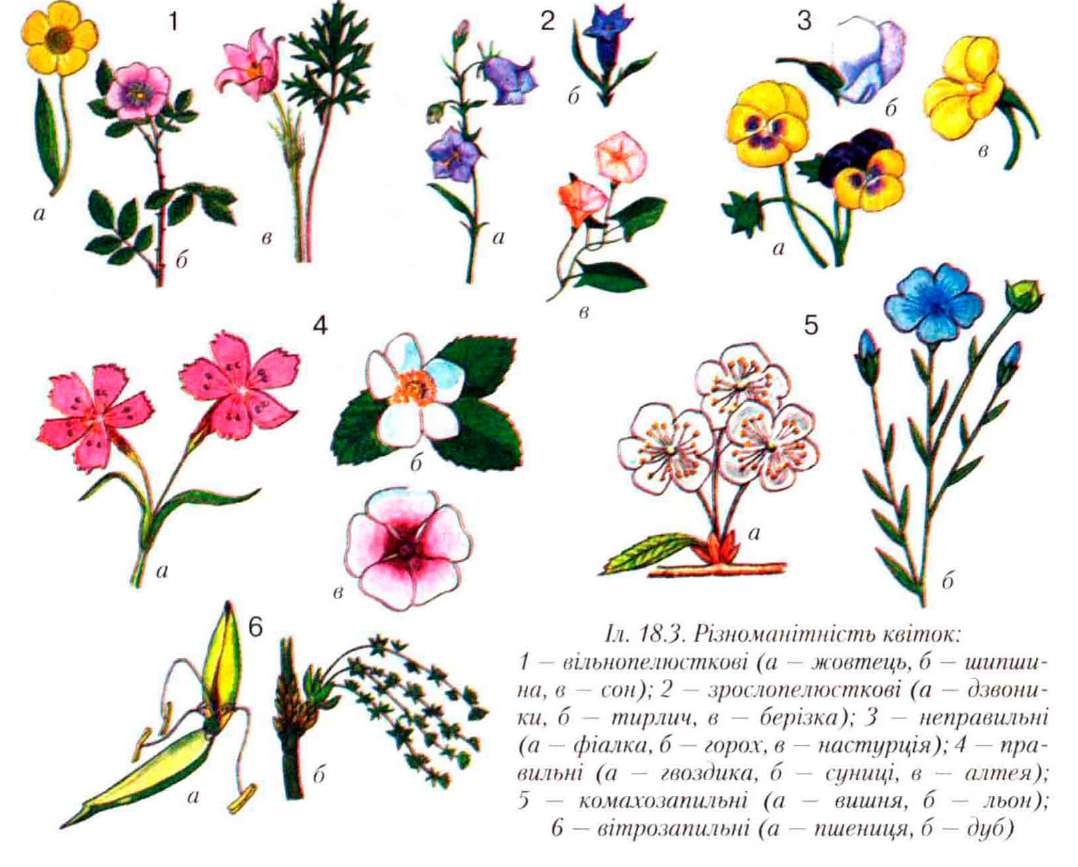 1
2
3
а
б
в
а
б
в
а
б
в
4
5
а
б
в
а
б
6
а
б
Іл. 18.3. Різноманітність квіток:
1 — вільнопелюсткові (а — жовтець, б — шипши-
на, в — сон); 2 — зрослопелюсткові (а — дзвони-
ки, б — тирлич, в — берізка); 3 — неправильні
(а — фіалка, б — горох, в — настурція); 4 — пра-
вильні (а — гвоздика, б — суниці, в — алтея);
5 — комахозапильні (а — вишня, б — льон);
6 — вітрозапильні (а — пшениця, б — дуб)